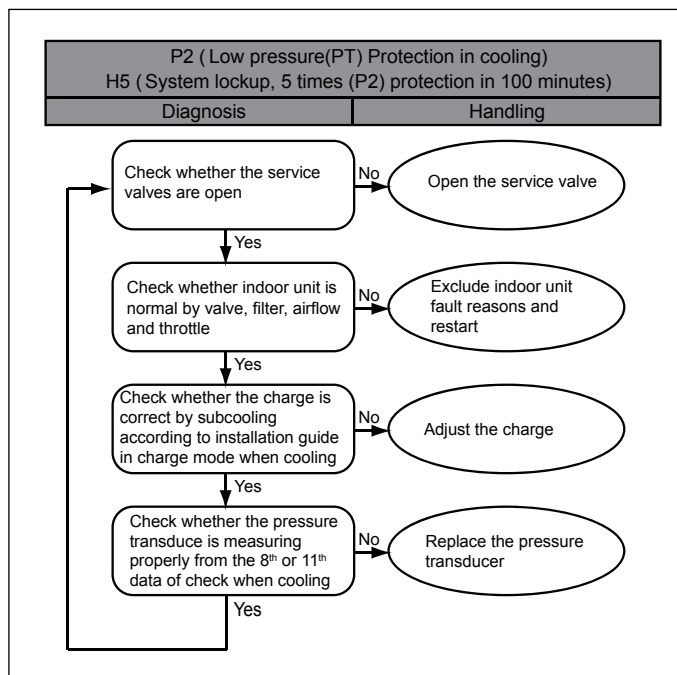 P2 ( Low pressure(PT) Protection in cooling)
H5 ( System lockup, 5 times (P2) protection in 100 minutes)
Diagnosis
Handling
Check whether the service
valves are open
No
Open the service valve
Yes
Check whether indoor unit is
normal by valve, filter, airflow
and throttle
No
Exclude indoor unit
fault reasons and
restart
Yes
Check whether the charge is
correct by subcooling
according to installation guide
in charge mode when cooling
No
Adjust the charge
Yes
Check whether the pressure
transduce is measuring
properly from the 8th or 11th
data of check when cooling
No
Replace the pressure
transducer
Yes